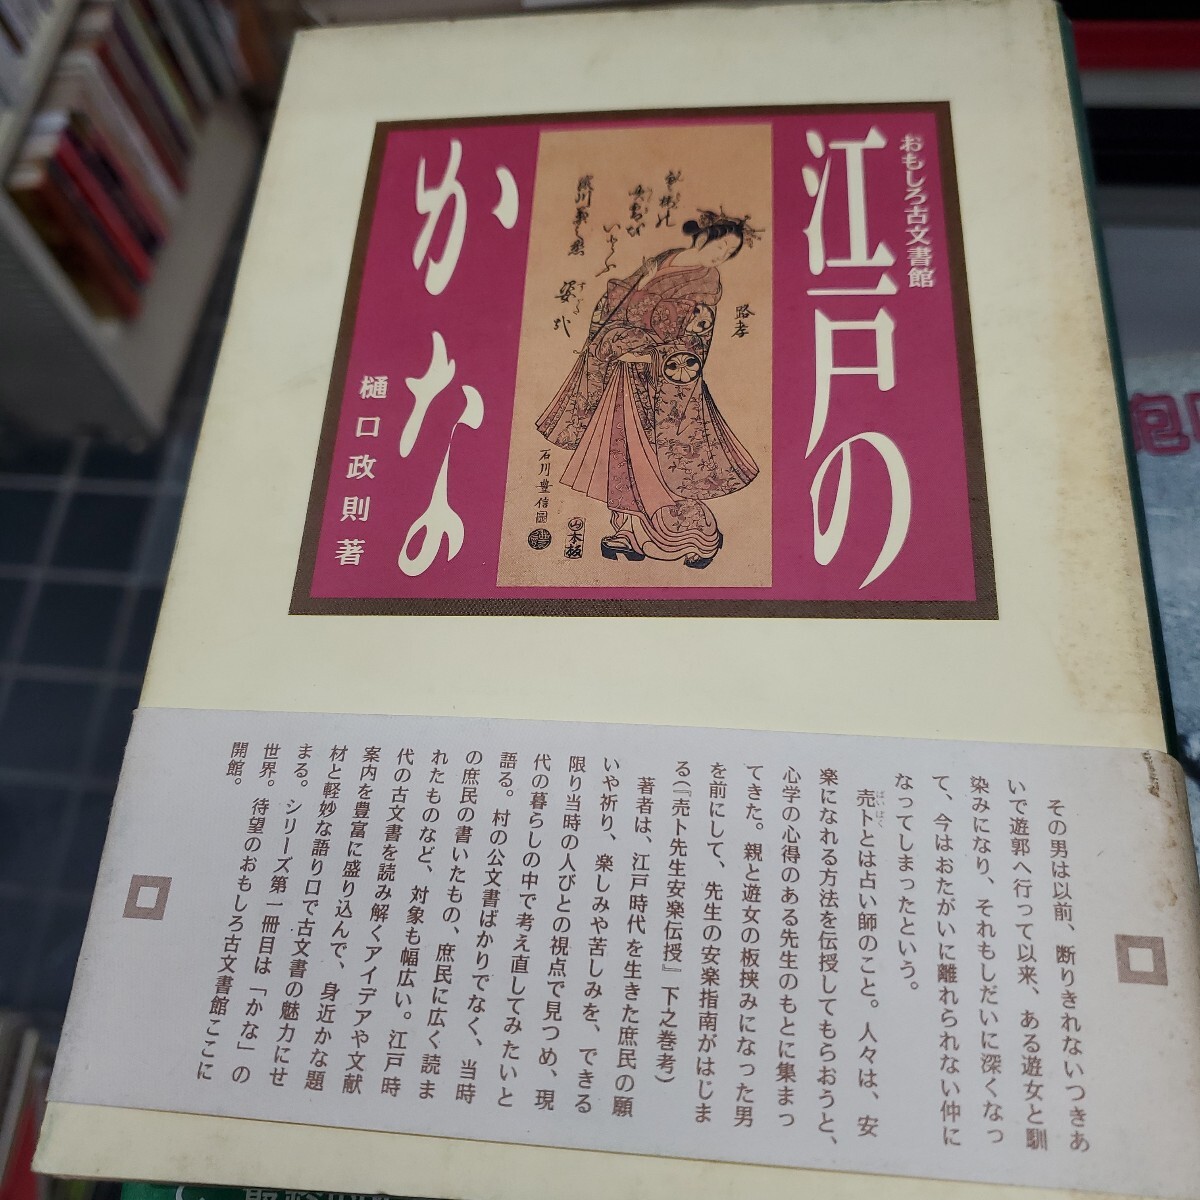 おもしろ古文書館
江戸の
かな
樋口政則著
路孝
石川豊信図
山本板
その男は以前、断りきれないつきあ
いで遊郭へ行って以来、ある遊女と馴
染みになり、それもしだいに深くなっ
て、今はおたがいに離れられない仲に
なってしまったという。
売卜とは占い師のこと。人々は、安
ばいぼく
楽になれる方法を伝授してもらおうと、
心学の心得のある先生のもとに集まっ
てきた。親と遊女の板挟みになった男
を前にして、先生の安楽指南がはじま
る(『売卜先生安楽伝授』下之巻考)
著者は、江戸時代を生きた庶民の願
いや祈り、楽しみや苦しみを、できる
限り当時の人びとの視点で見つめ、現
代の暮らしの中で考え直してみたいと
語る。村の公文書ばかりでなく、当時
の庶民の書いたもの、庶民に広く読ま
れたものなど、対象も幅広い。江戸時
代の古文書を読み解くアイデアや文献
案内を豊富に盛り込んで、身近かな題
材と軽妙な語り口で古文書の魅力にせ
まる。シリーズ第一冊目は「かな」の
世界。待望のおもしろ古文書館ここに
開館。